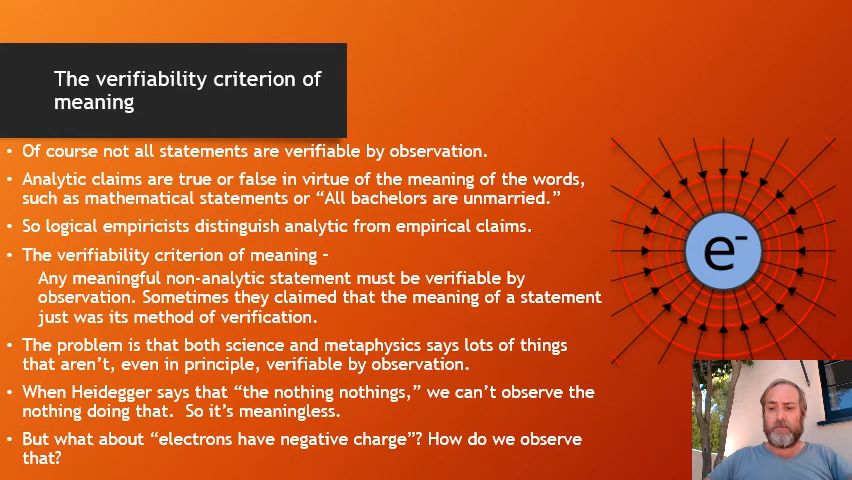 The verifiability criterion of
meaning
• Of course not all statements are verifiable by observation.
• Analytic claims are true or false in virtue of the meaning of the words,
such as mathematical statements or “All bachelors are unmarried.”
• So logical empiricists distinguish analytic from empirical claims.
• The verifiability criterion of meaning –
Any meaningful non-analytic statement must be verifiable by
observation. Sometimes they claimed that the meaning of a statement
just was its method of verification.
• The problem is that both science and metaphysics says lots of things
that aren’t, even in principle, verifiable by observation.
• When Heidegger says that “the nothing nothings,” we can’t observe the
nothing doing that.  So it’s meaningless.
• But what about “electrons have negative charge”? How do we observe
that?
e-